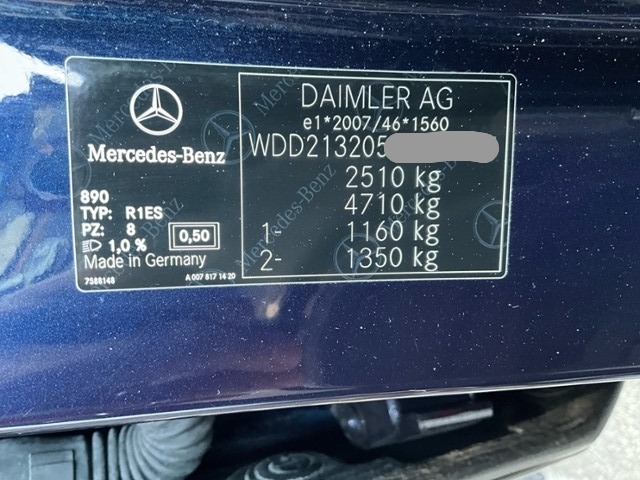 Mercedes-Benz
890
TYP: R1ES
PZ: 8
1,0 %
0,50
Made in Germany
7588148
A 007 817 14 20
DAIMLER AG
e1*2007/46*1560
WDD213205
2510 kg
4710 kg
1- 1160 kg
2- 1350 kg